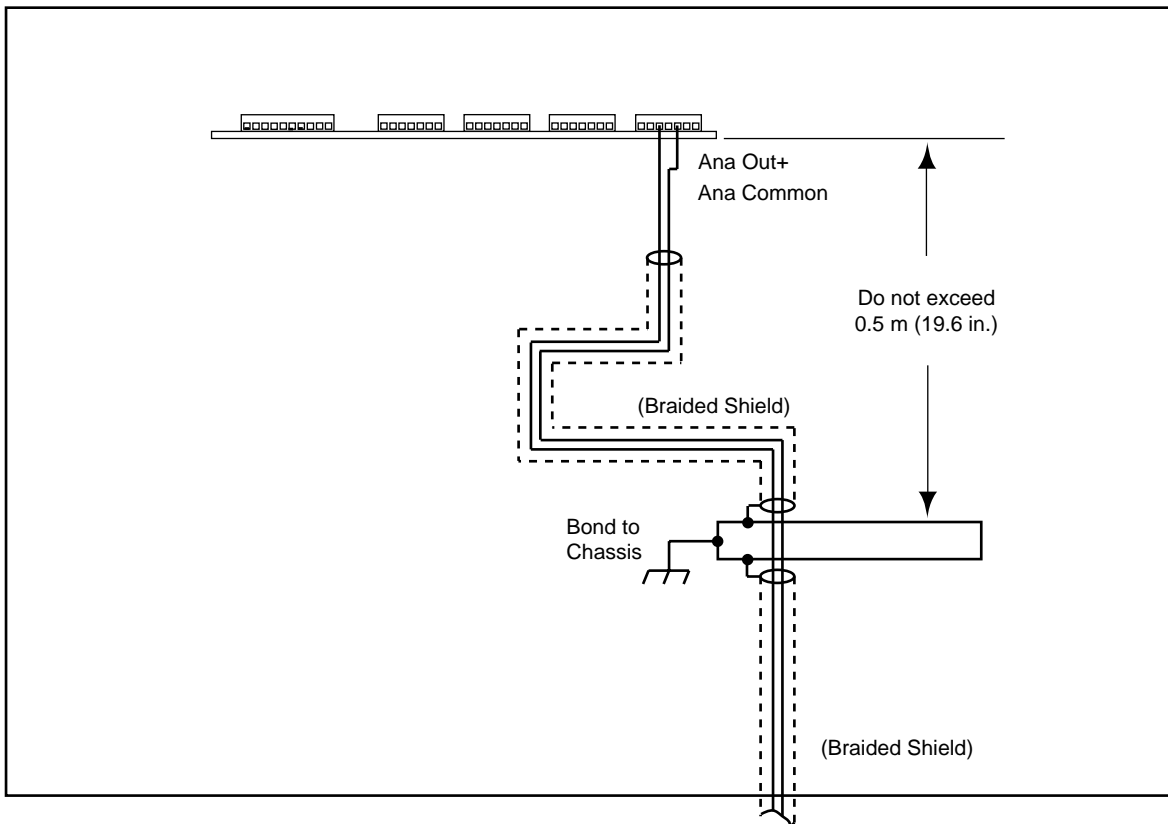 Ana Out+
Ana Common
Do not exceed
0.5 m (19.6 in.)
(Braided Shield)
Bond to
Chassis
(Braided Shield)